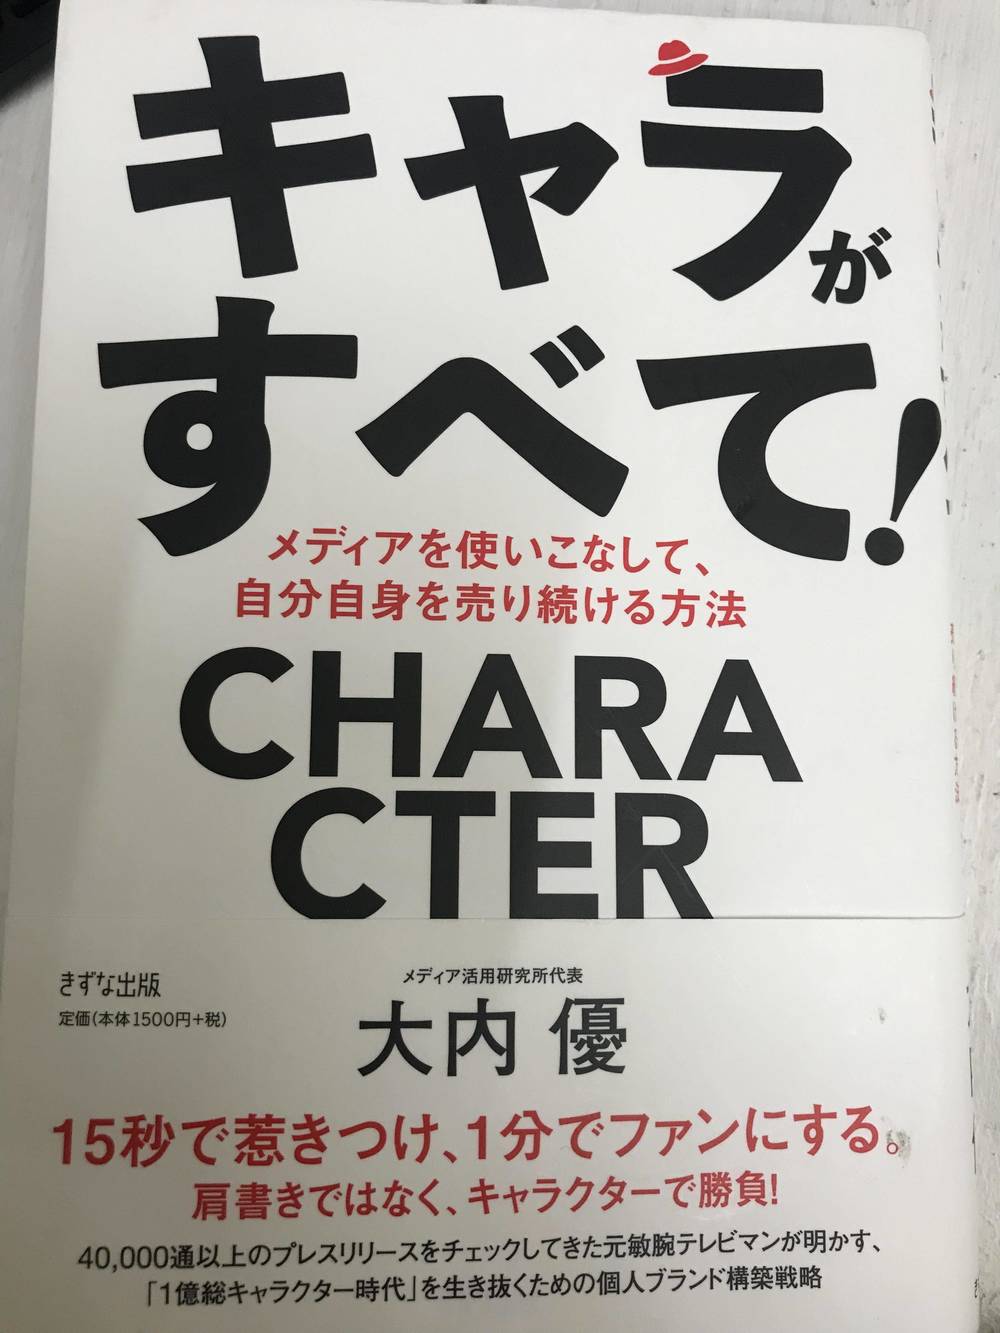 キャラが
すべて!
メディアを使いこなして、
自分自身を売り続ける方法
CHARA
CTER
きずな出版
定価(本体1500円+税)
メディア活用研究所代表
大内 優
15秒で惹きつけ、1分でファンにする。
肩書きではなく、キャラクターで勝負!
40,000通以上のプレスリリースをチェックしてきた元敏腕テレビマンが明かす、
「1億総キャラクター時代」を生き抜くための個人ブランド構築戦略